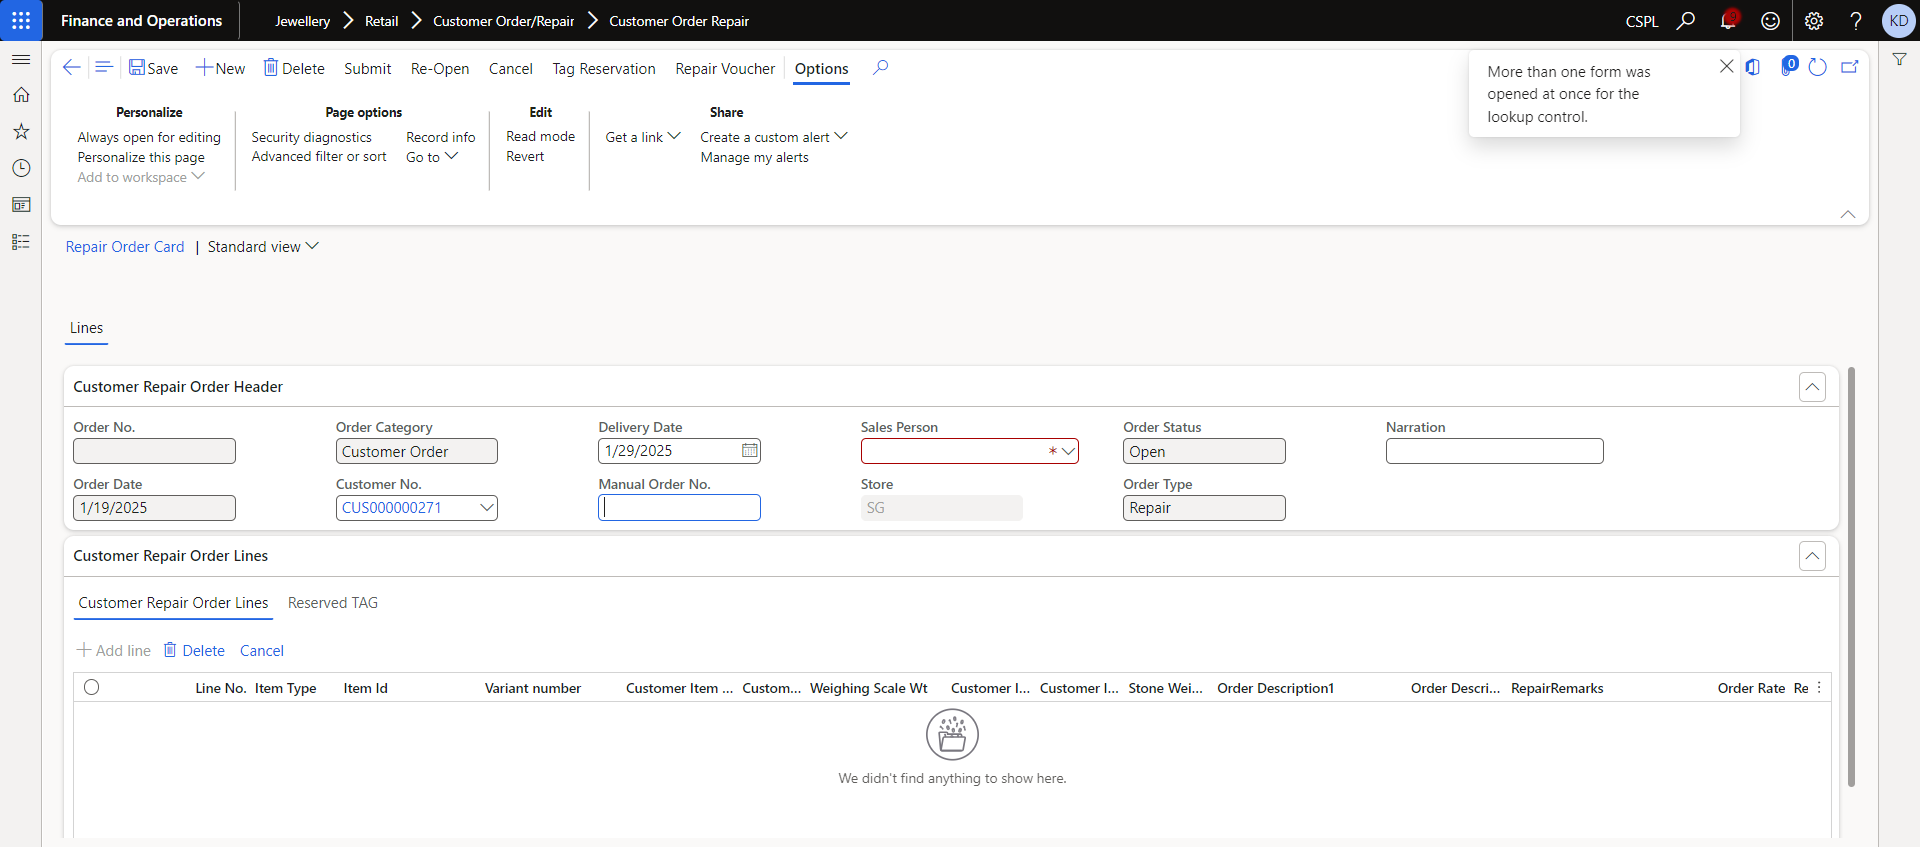 Finance and Operations
Jewellery > Retail > Customer Order/Repair > Customer Order Repair
CSPL
KD
Save New Delete Submit Re-Open Cancel Tag Reservation Repair Voucher Options
0
More than one form was
opened at once for the
lookup control.
Personalize
Always open for editing
Personalize this page
Add to workspace
Page options
Security diagnostics Record info
Advanced filter or sort Go to
Edit
Read mode
Revert
Get a link
Share
Create a custom alert
Manage my alerts
Repair Order Card | Standard view
Lines
Customer Repair Order Header
Order No. Order Category Delivery Date Sales Person Order Status Narration
Customer Order 1/29/2025 * Open
Order Date Customer No. Manual Order No. Store Order Type
1/19/2025 CUS000000271 SG Repair
Customer Repair Order Lines
Customer Repair Order Lines Reserved TAG
Add line Delete Cancel
Line No. Item Type Item Id Variant number Customer Item ... Custom... Weighing Scale Wt Customer I... Customer I... Stone Wei... Order Description1 Order Descri... RepairRemarks Order Rate Re
We didn't find anything to show here.